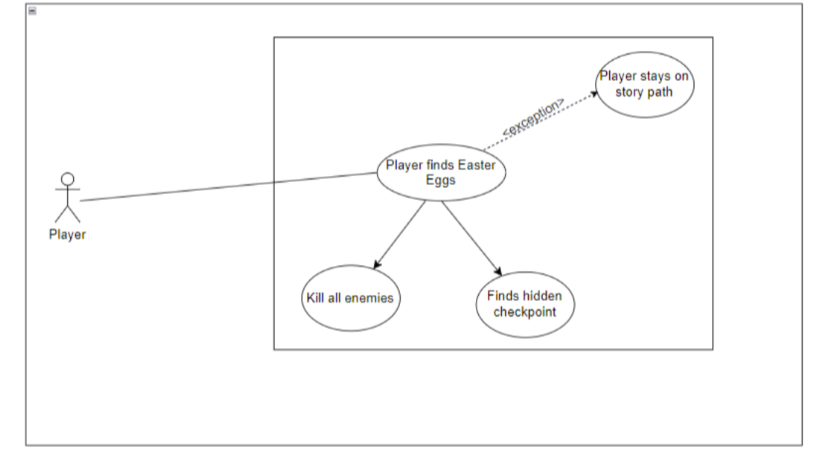 Player stays on
story path
<exception>
Player finds Easter
Eggs
Player
Kill all enemies
Finds hidden
checkpoint